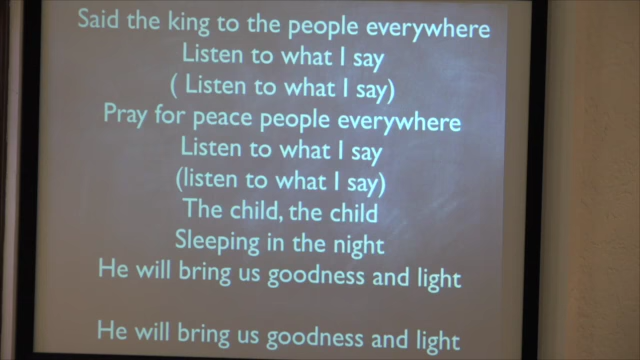 Said the king to the people everywhere
Listen to what I say
( Listen to what I say)
Pray for peace people everywhere
Listen to what I say
(listen to what I say)
The child, the child
Sleeping in the night
He will bring us goodness and light
He will bring us goodness and light